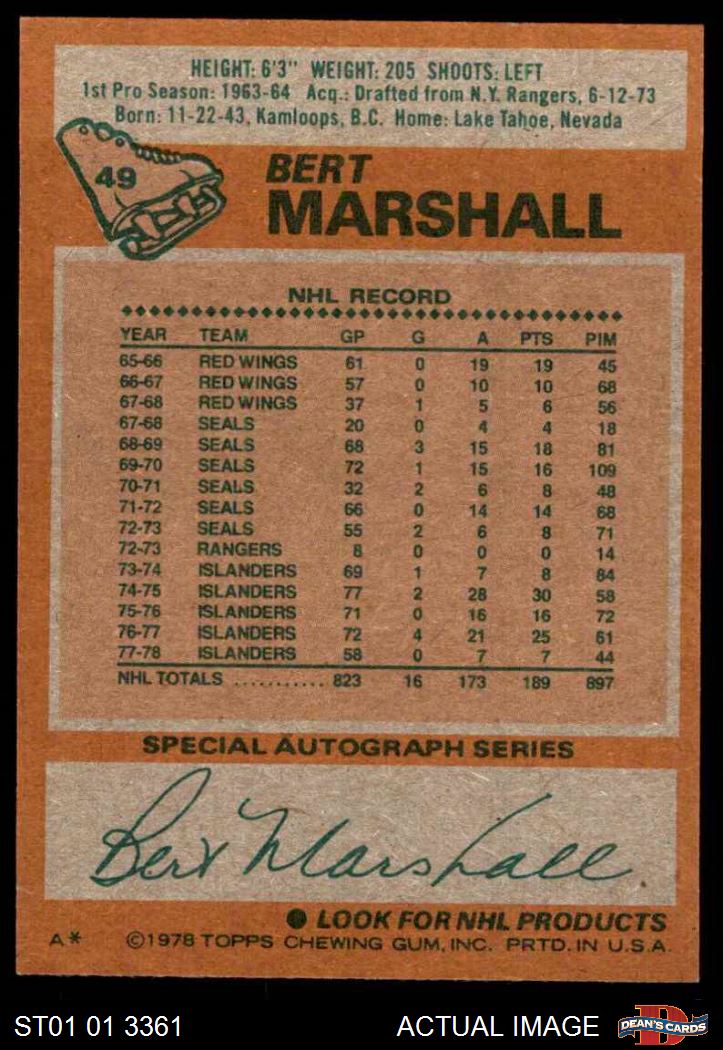 HEIGHT: 6'3" WEIGHT: 205 SHOOTS: LEFT
1st Pro Season: 1963-64 Acq.: Drafted from N.Y. Rangers, 6-12-73
Born: 11-22-43, Kamloops, B.C. Home: Lake Tahoe, Nevada
49
BERT
MARSHALL
NHL RECORD
YEAR TEAM GP G A PTS PIM
65-66 RED WINGS 61 0 19 19 45
66-67 RED WINGS 57 0 10 10 68
67-68 RED WINGS 37 1 5 6 56
67-68 SEALS 20 0 4 4 18
68-69 SEALS 68 3 15 18 81
69-70 SEALS 72 1 15 16 109
70-71 SEALS 32 2 6 8 48
71-72 SEALS 66 0 14 14 68
72-73 SEALS 55 2 6 8 71
72-73 RANGERS 8 0 0 0 14
73-74 ISLANDERS 69 1 7 8 84
74-75 ISLANDERS 77 2 28 30 58
75-76 ISLANDERS 71 0 16 16 72
76-77 ISLANDERS 72 4 21 25 61
77-78 ISLANDERS 58 0 7 7 44
NHL TOTALS ........... 823 16 173 189 897
SPECIAL AUTOGRAPH SERIES
Bert Marshall
● LOOK FOR NHL PRODUCTS
A* ©1978 TOPPS CHEWING GUM, INC. PRTD. IN U.S.A.
ST01 01 3361 ACTUAL IMAGE D DEAN'S CARDS